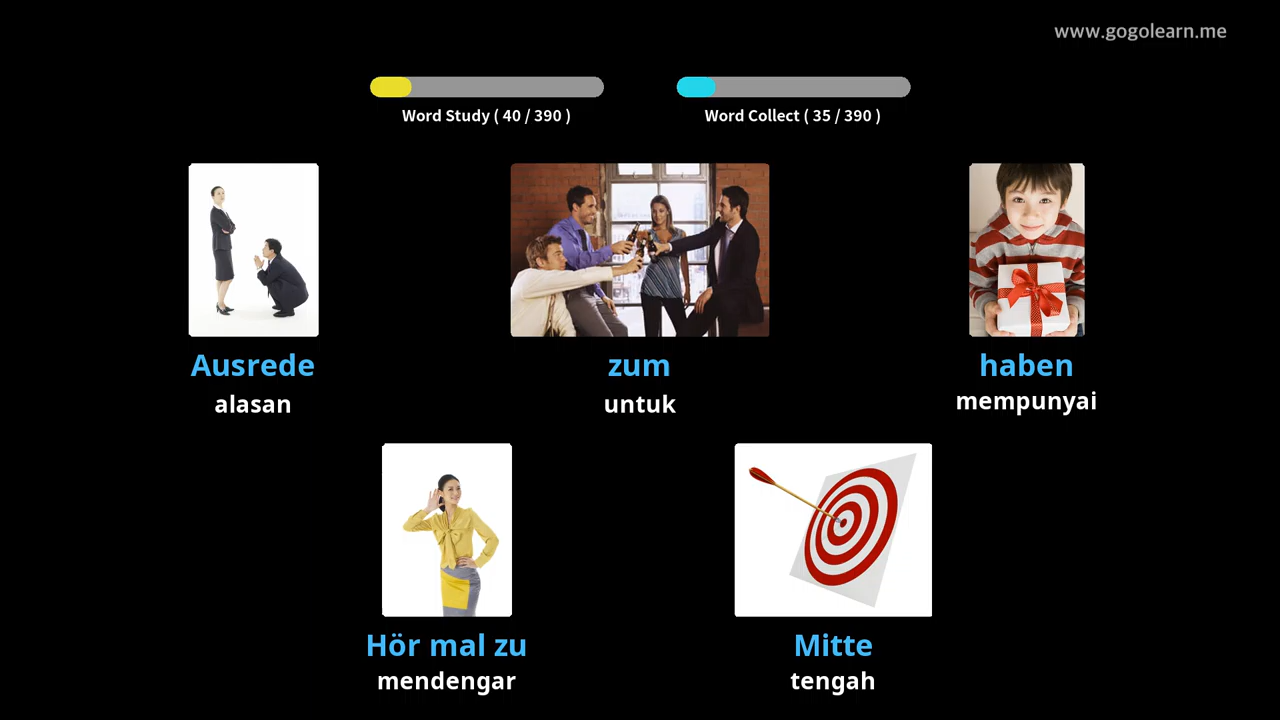 www.gogolearn.me
Word Study ( 40 / 390 )
Word Collect ( 35 / 390 )
Ausrede
alasan
zum
untuk
haben
mempunyai
Hör mal zu
mendengar
Mitte
tengah